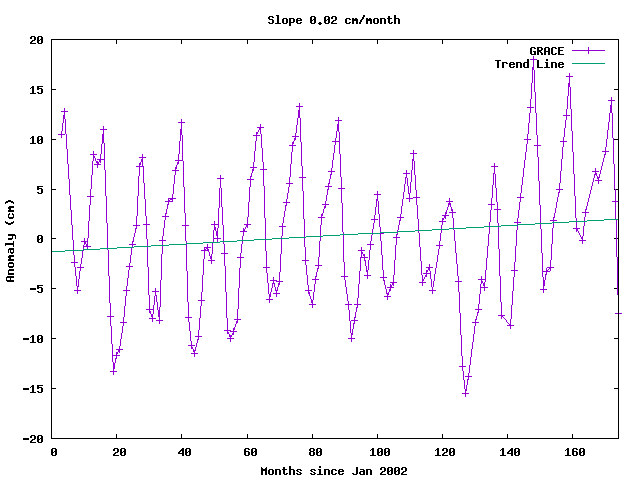 Slope 0.02 cm/month
20
15
10
5
0
-5
-10
-15
-20
Anomaly (cm)
GRACE
Trend Line
0 20 40 60 80 100 120 140 160
Months since Jan 2002